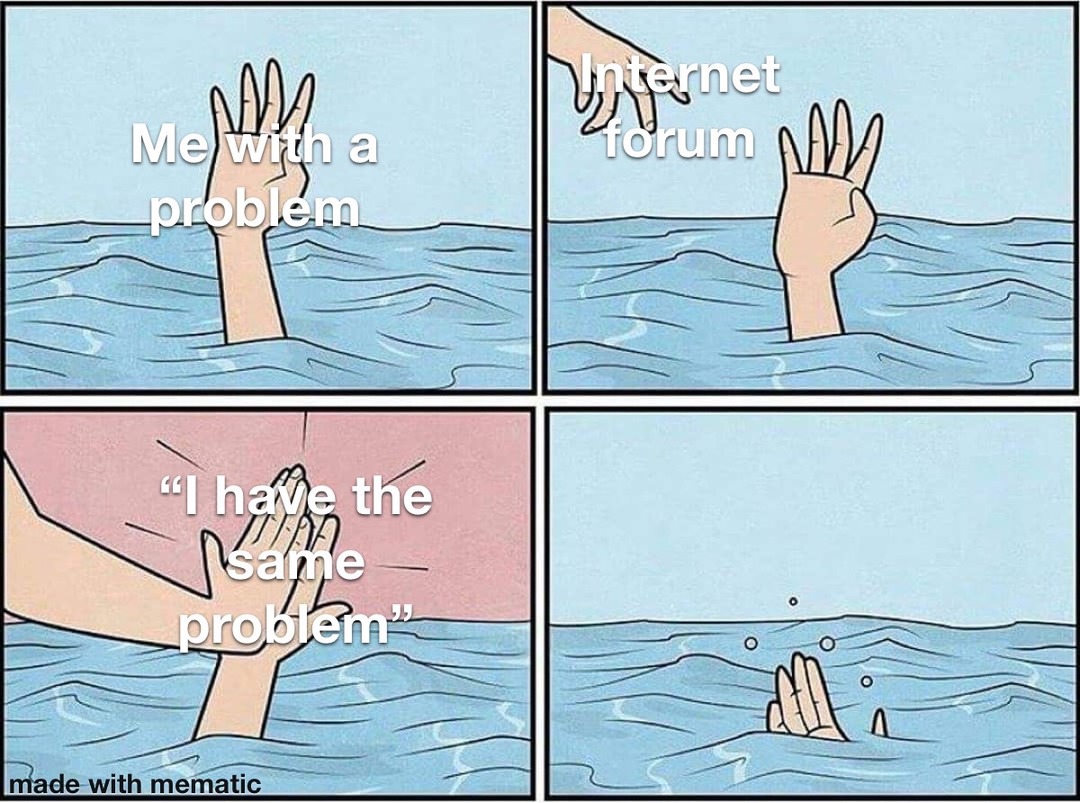 Me with a
problem
Internet
forum
“I have the
same
problem”
made with mematic